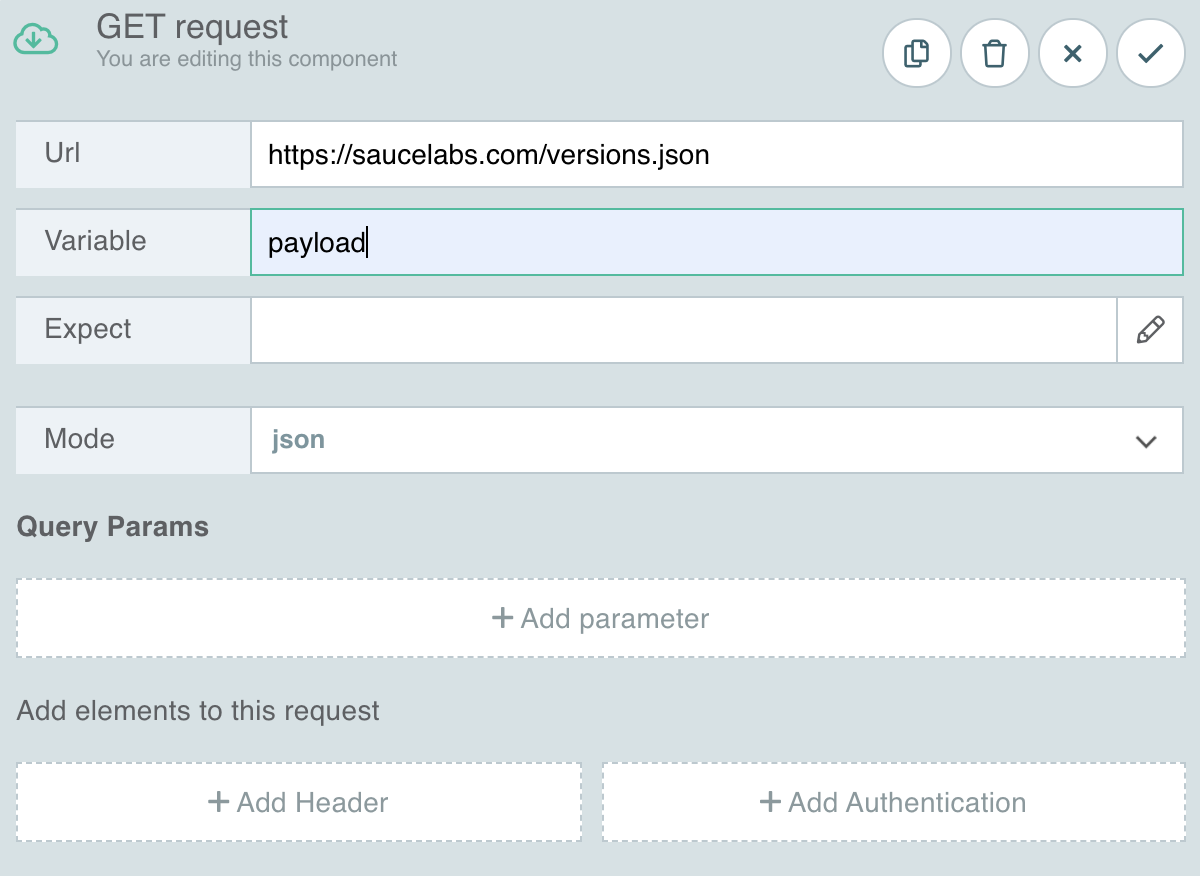 GET request
You are editing this component
Url
https://saucelabs.com/versions.json
Variable
payload
Expect
Mode
json
Query Params
+ Add parameter
Add elements to this request
+ Add Header
+ Add Authentication